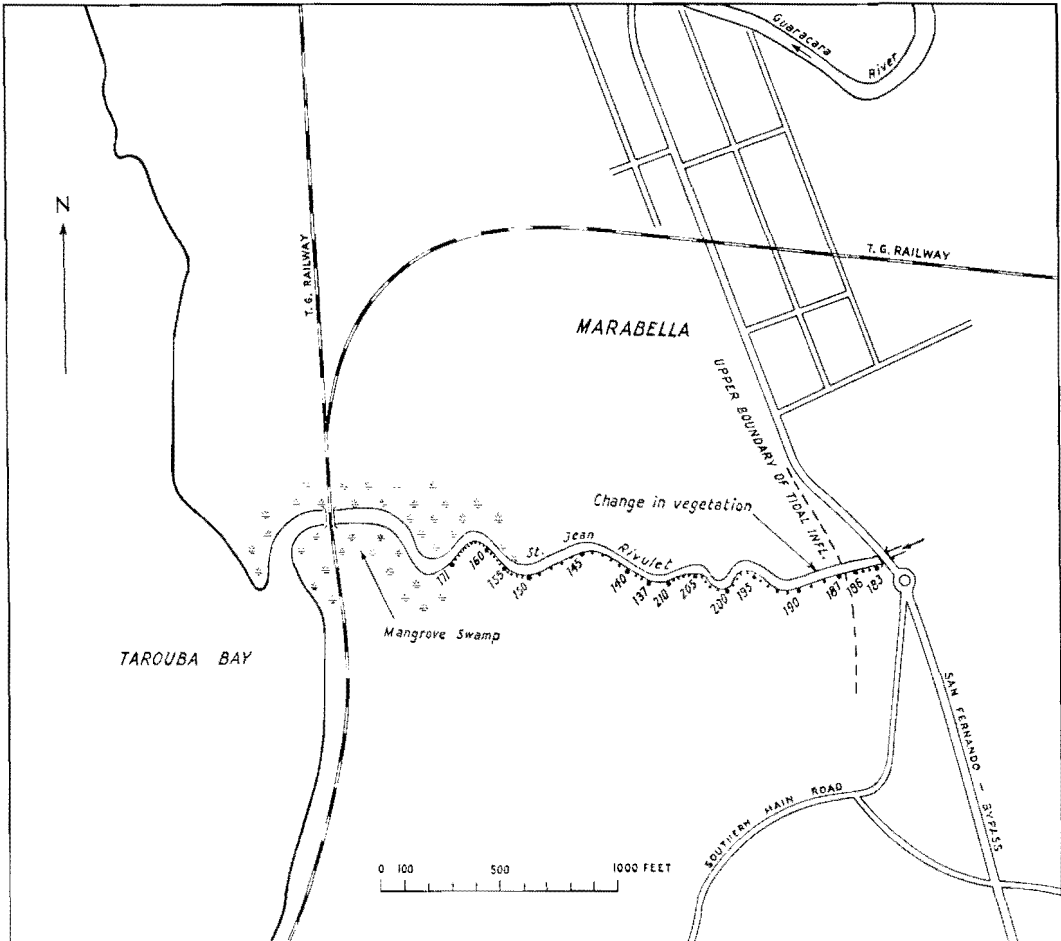 Guaracara
River
N
T. G. RAILWAY
T. G. RAILWAY
MARABELLA
UPPER BOUNDARY OF TIDAL INFL.
Change in vegetation
St. Jean Rivulet
171
160
155
150
145
140
137
210
205
200
195
190
187
186
183
Mangrove Swamp
TAROUBA BAY
SAN FERNANDO - BYPASS
SOUTHERN MAIN ROAD
0 100 500 1000 FEET